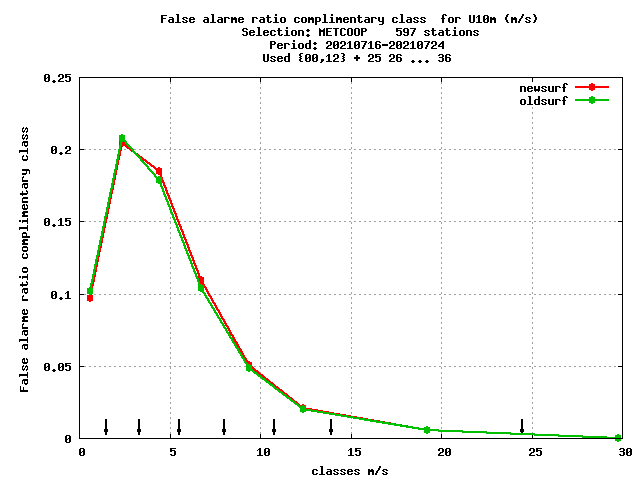 False alarme ratio complimentary class  for U10m (m/s)
Selection: METCOOP    597 stations
Period: 20210716-20210724
Used {00,12} + 25 26 ... 36
newsurf
oldsurf
False alarme ratio complimentary class
0.25
0.2
0.15
0.1
0.05
0
0 5 10 15 20 25 30
classes m/s